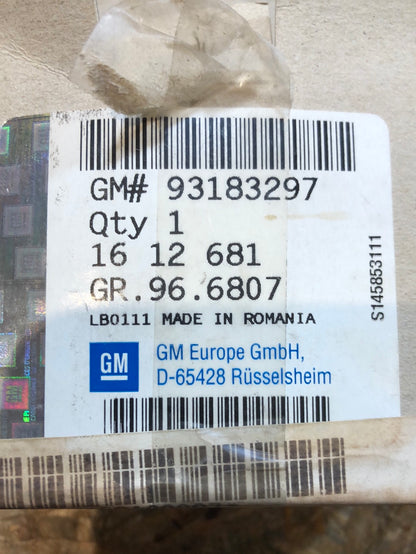 GM# 93183297
Qty 1
16 12 681
GR.96.6807
LB0111 MADE IN ROMANIA
GM
GM Europe GmbH,
D-65428 Rüsselsheim
S145853111